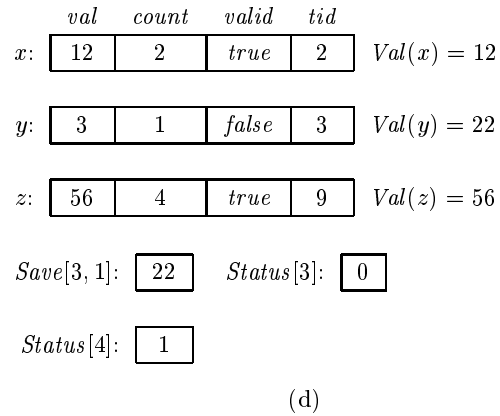 val count valid tid
x: 12 2 true 2 Val(x) = 12
y: 3 1 false 3 Val(y) = 22
z: 56 4 true 9 Val(z) = 56
Save[3, 1]: 22 Status[3]: 0
Status[4]: 1
(d)